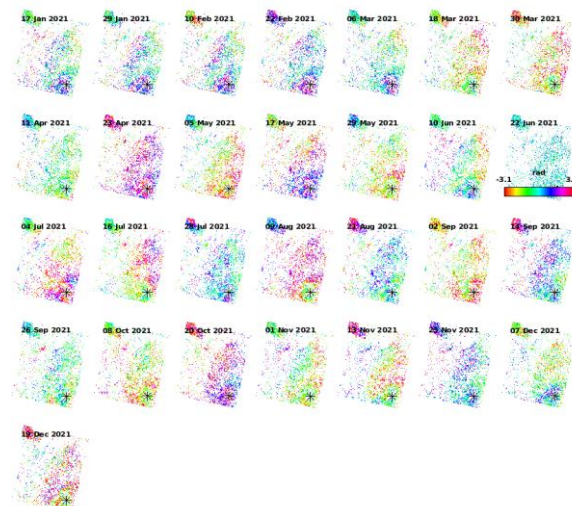 17 Jan 2021 29 Jan 2021 10 Feb 2021 22 Feb 2021 06 Mar 2021 18 Mar 2021 30 Mar 2021
11 Apr 2021 23 Apr 2021 05 May 2021 17 May 2021 29 May 2021 10 Jun 2021 22 Jun 2021
rad
-3.1 3.
04 Jul 2021 16 Jul 2021 28 Jul 2021 09 Aug 2021 21 Aug 2021 02 Sep 2021 14 Sep 2021
26 Sep 2021 08 Oct 2021 20 Oct 2021 01 Nov 2021 13 Nov 2021 25 Nov 2021 07 Dec 2021
19 Dec 2021